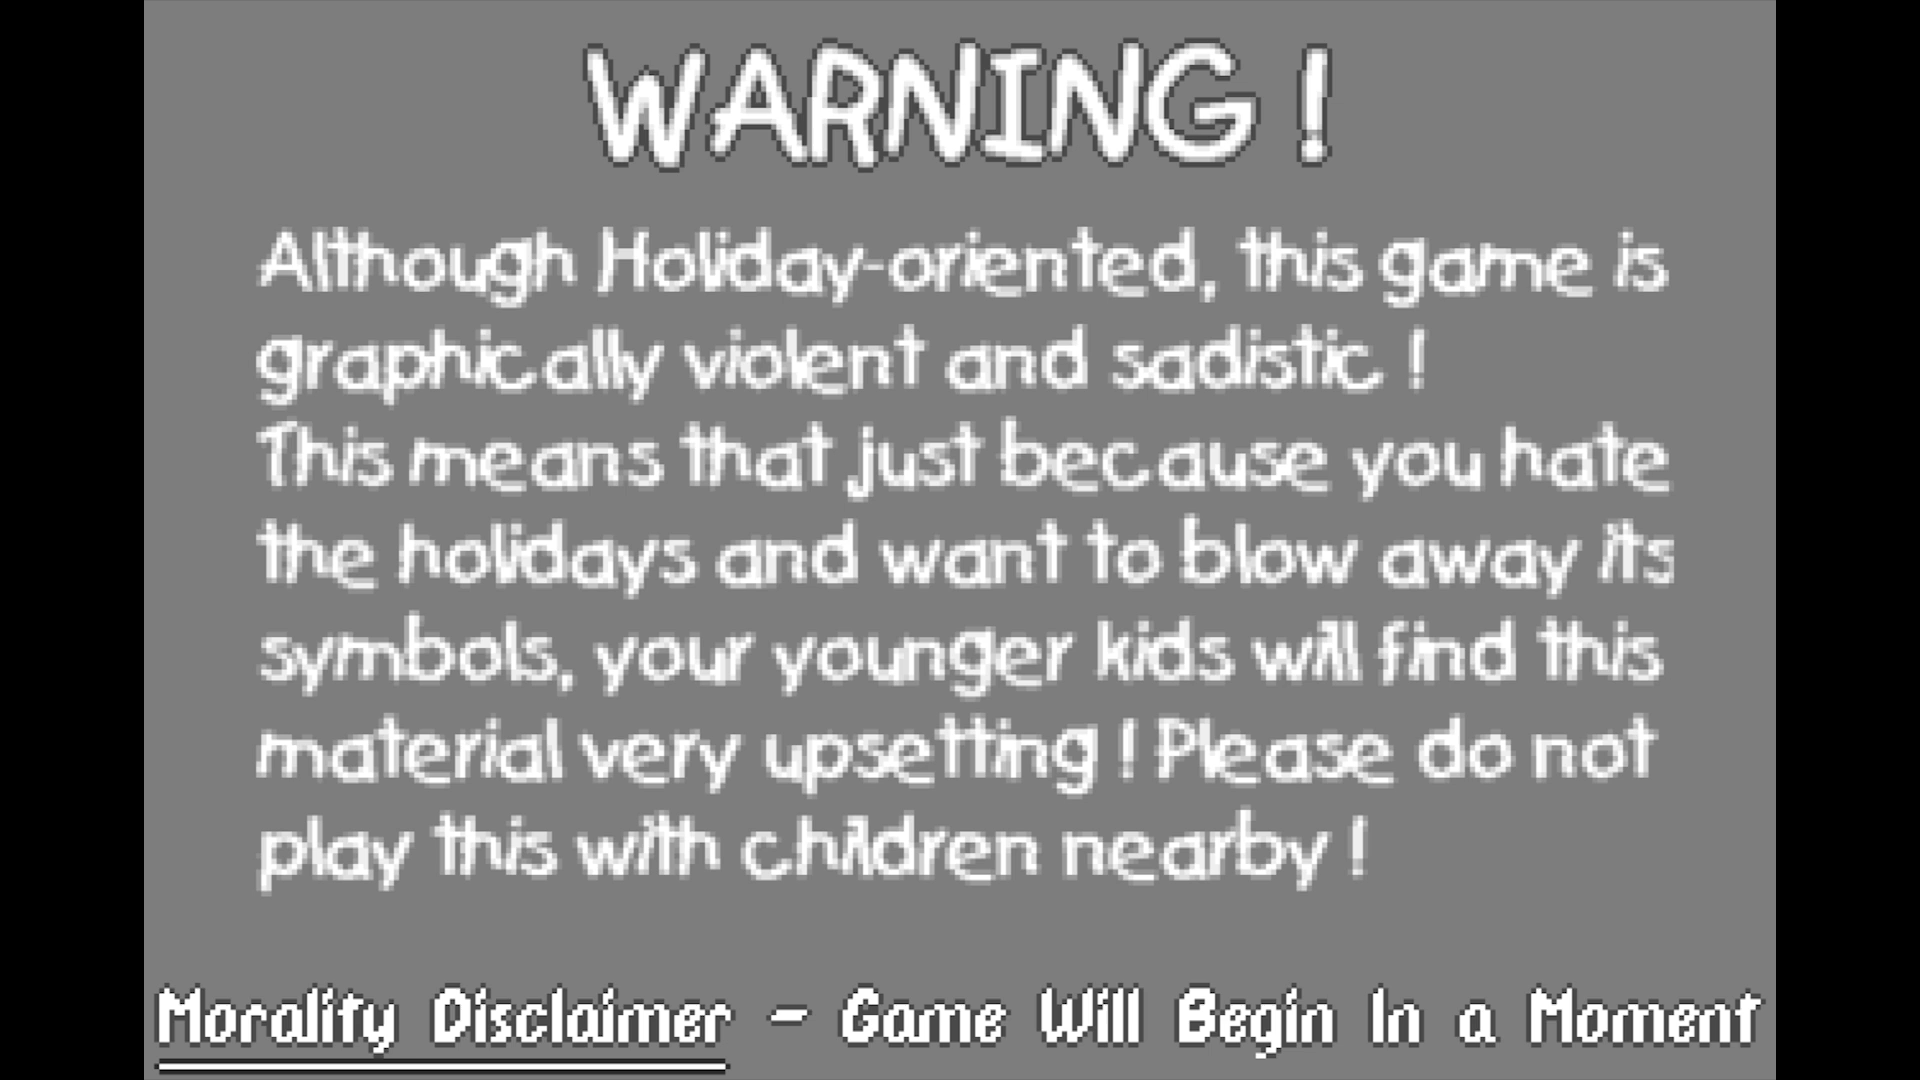 WARNING !
Although Holiday-oriented, this game is
graphically violent and sadistic !
This means that just because you hate
the holidays and want to blow away its
symbols, your younger kids will find this
material very upsetting ! Please do not
play this with children nearby !
Morality Disclaimer - Game Will Begin In a Moment